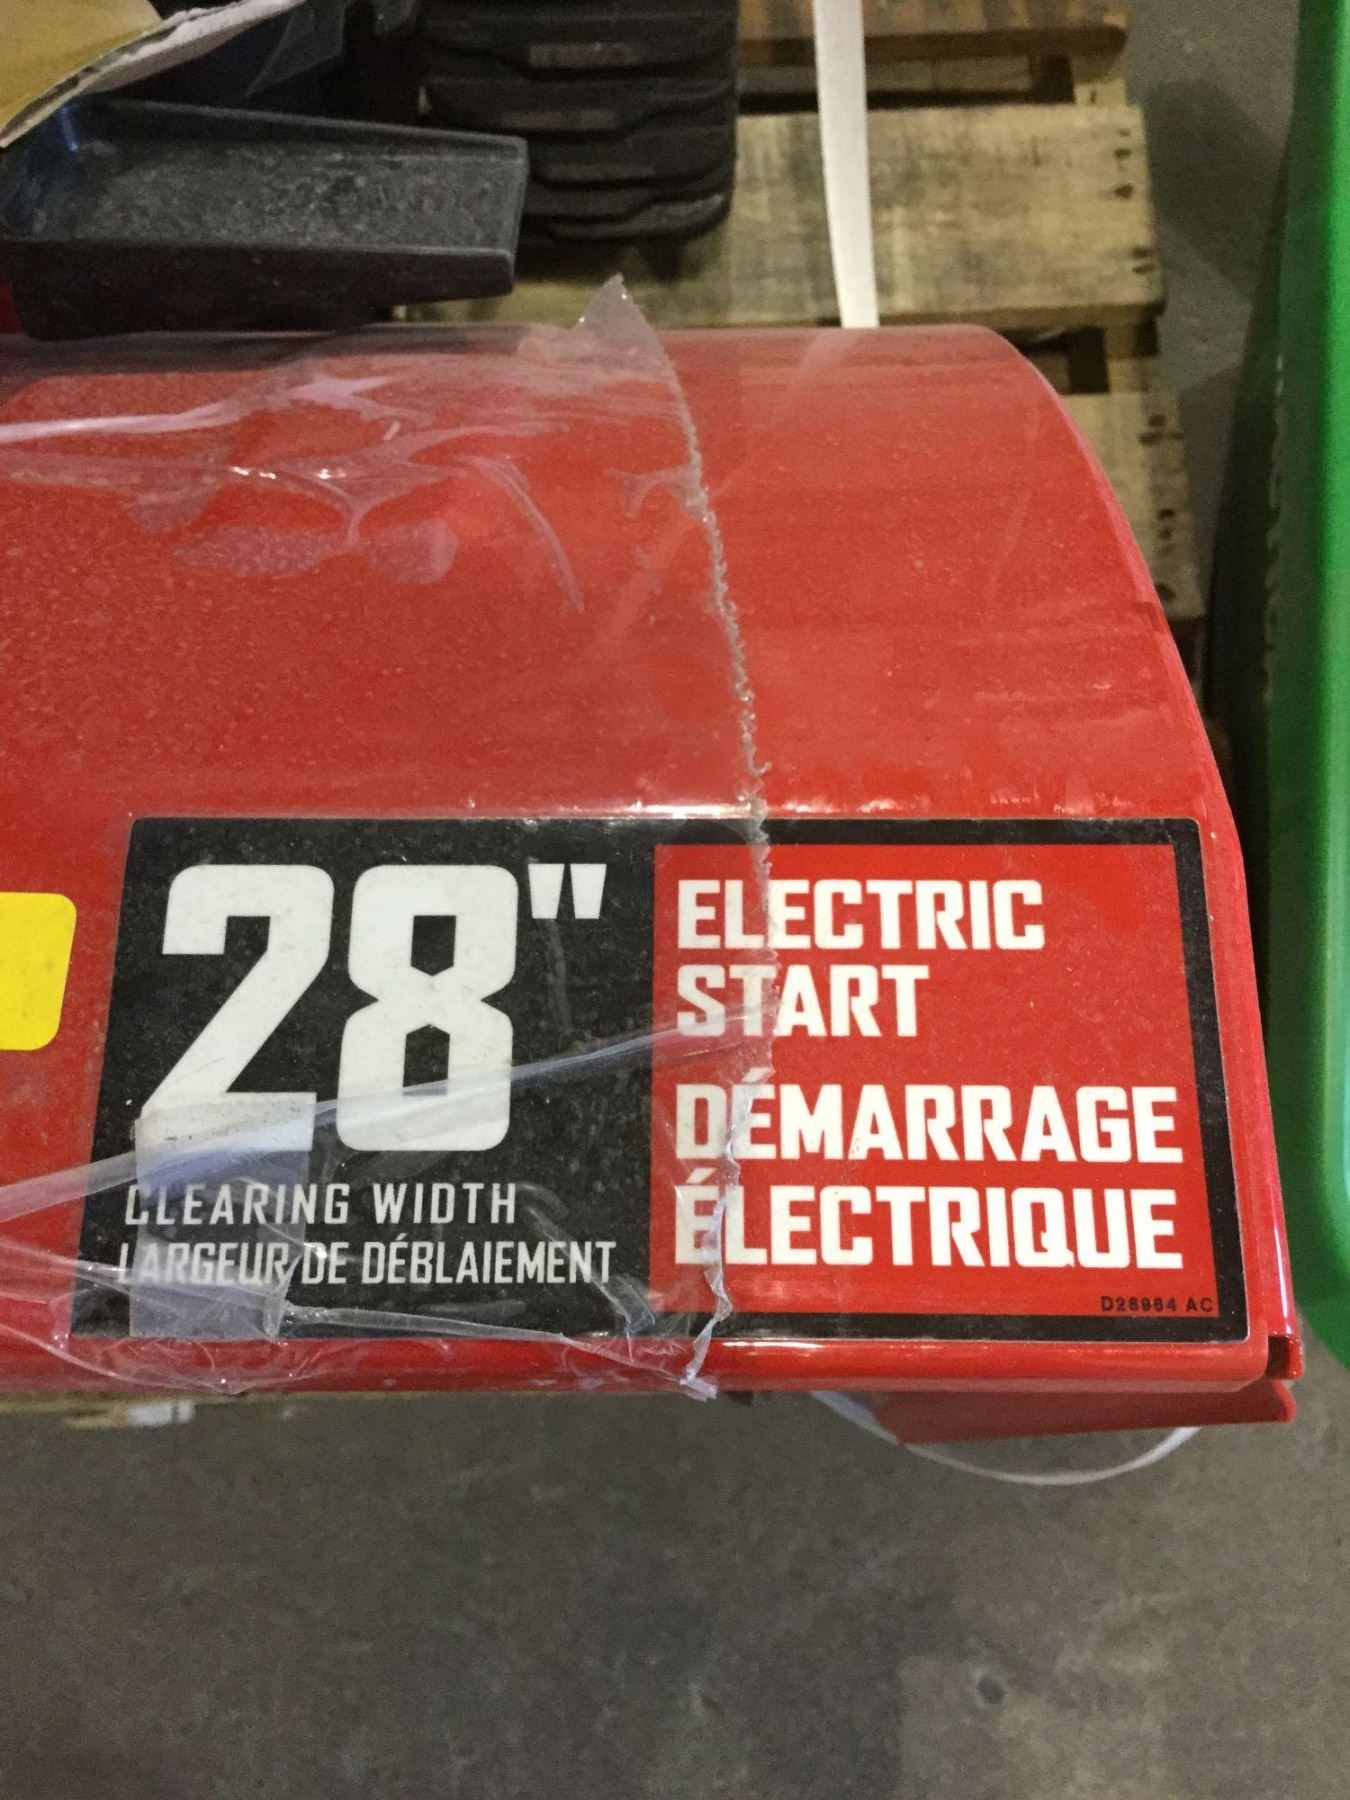 28"
CLEARING WIDTH
LARGEUR DE DÉBLAIEMENT
ELECTRIC
START
DÉMARRAGE
ÉLECTRIQUE
D28964 AC